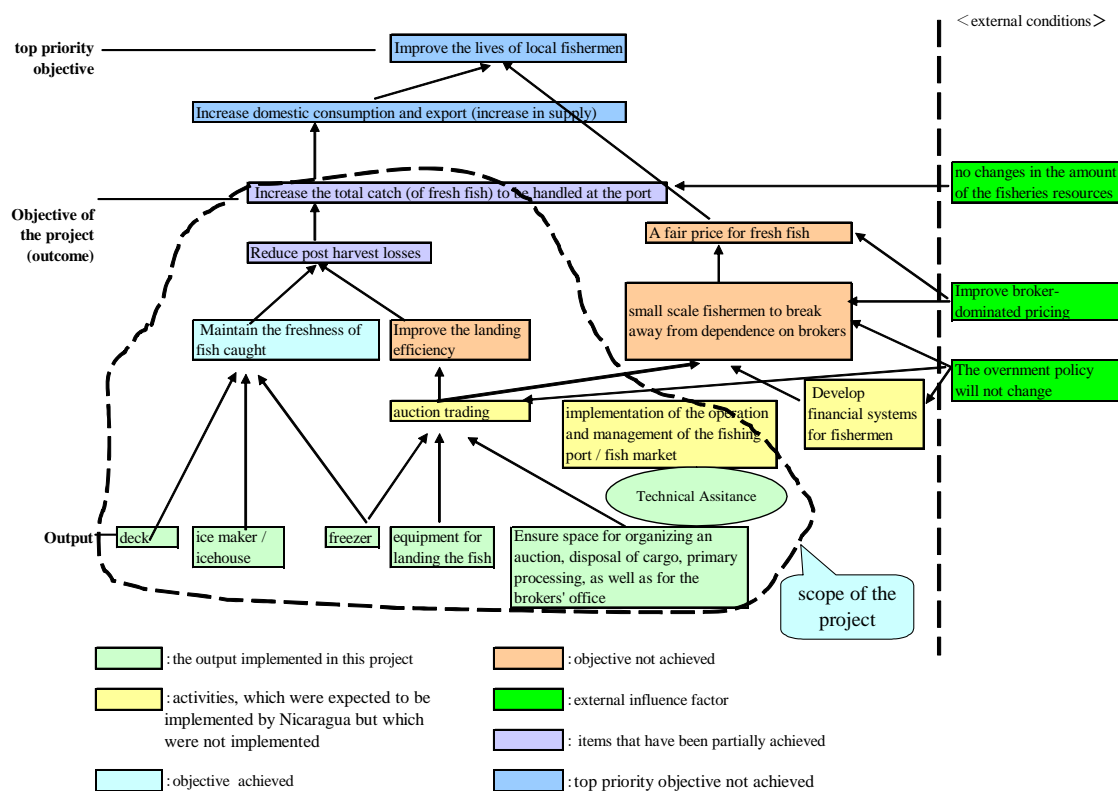 ＜external conditions＞
top priority
objective
Improve the lives of local fishermen
Increase domestic consumption and export (increase in supply)
Increase the total catch (of fresh fish) to be handled at the port
no changes in the amount
of the fisheries resources
Objective of
the project
(outcome)
A fair price for fresh fish
Reduce post harvest losses
small scale fishermen to break
away from dependence on brokers
Improve broker-
dominated pricing
Maintain the freshness of
fish caught
Improve the landing
efficiency
The overnment policy
will not change
auction trading
implementation of the operation
and management of the fishing
port / fish market
Develop
financial systems
for fishermen
Technical Assitance
Output
deck
ice maker /
icehouse
freezer
equipment for
landing the fish
Ensure space for organizing an
auction, disposal of cargo, primary
processing, as well as for the
brokers' office
scope of the
project
: the output implemented in this project
: objective not achieved
: activities, which were expected to be
implemented by Nicaragua but which
were not implemented
: external influence factor
: items that have been partially achieved
: objective achieved
: top priority objective not achieved